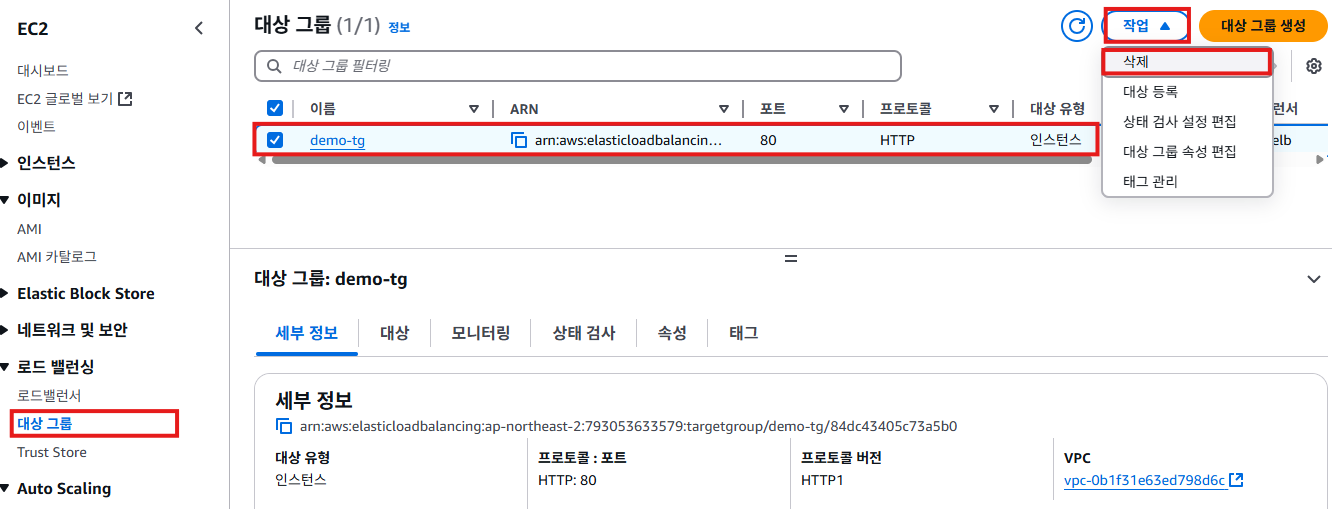 EC2
대시보드
EC2 글로벌 보기
이벤트
인스턴스
이미지
AMI
AMI 카탈로그
Elastic Block Store
네트워크 및 보안
로드 밸런싱
로드밸런서
대상 그룹
Trust Store
Auto Scaling
대상 그룹 (1/1) 정보
작업
대상 그룹 생성
대상 그룹 필터링
삭제
대상 등록
상태 검사 설정 편집
대상 그룹 속성 편집
태그 관리
이름 ARN 포트 프로토콜 대상 유형 런서
demo-tg arn:aws:elasticloadbalancin... 80 HTTP 인스턴스 elb
대상 그룹: demo-tg
세부 정보 대상 모니터링 상태 검사 속성 태그
세부 정보
arn:aws:elasticloadbalancing:ap-northeast-2:793053633579:targetgroup/demo-tg/84dc43405c73a5b0
대상 유형 프로토콜 : 포트 프로토콜 버전 VPC
인스턴스 HTTP: 80 HTTP1 vpc-0b1f31e63ed798d6c